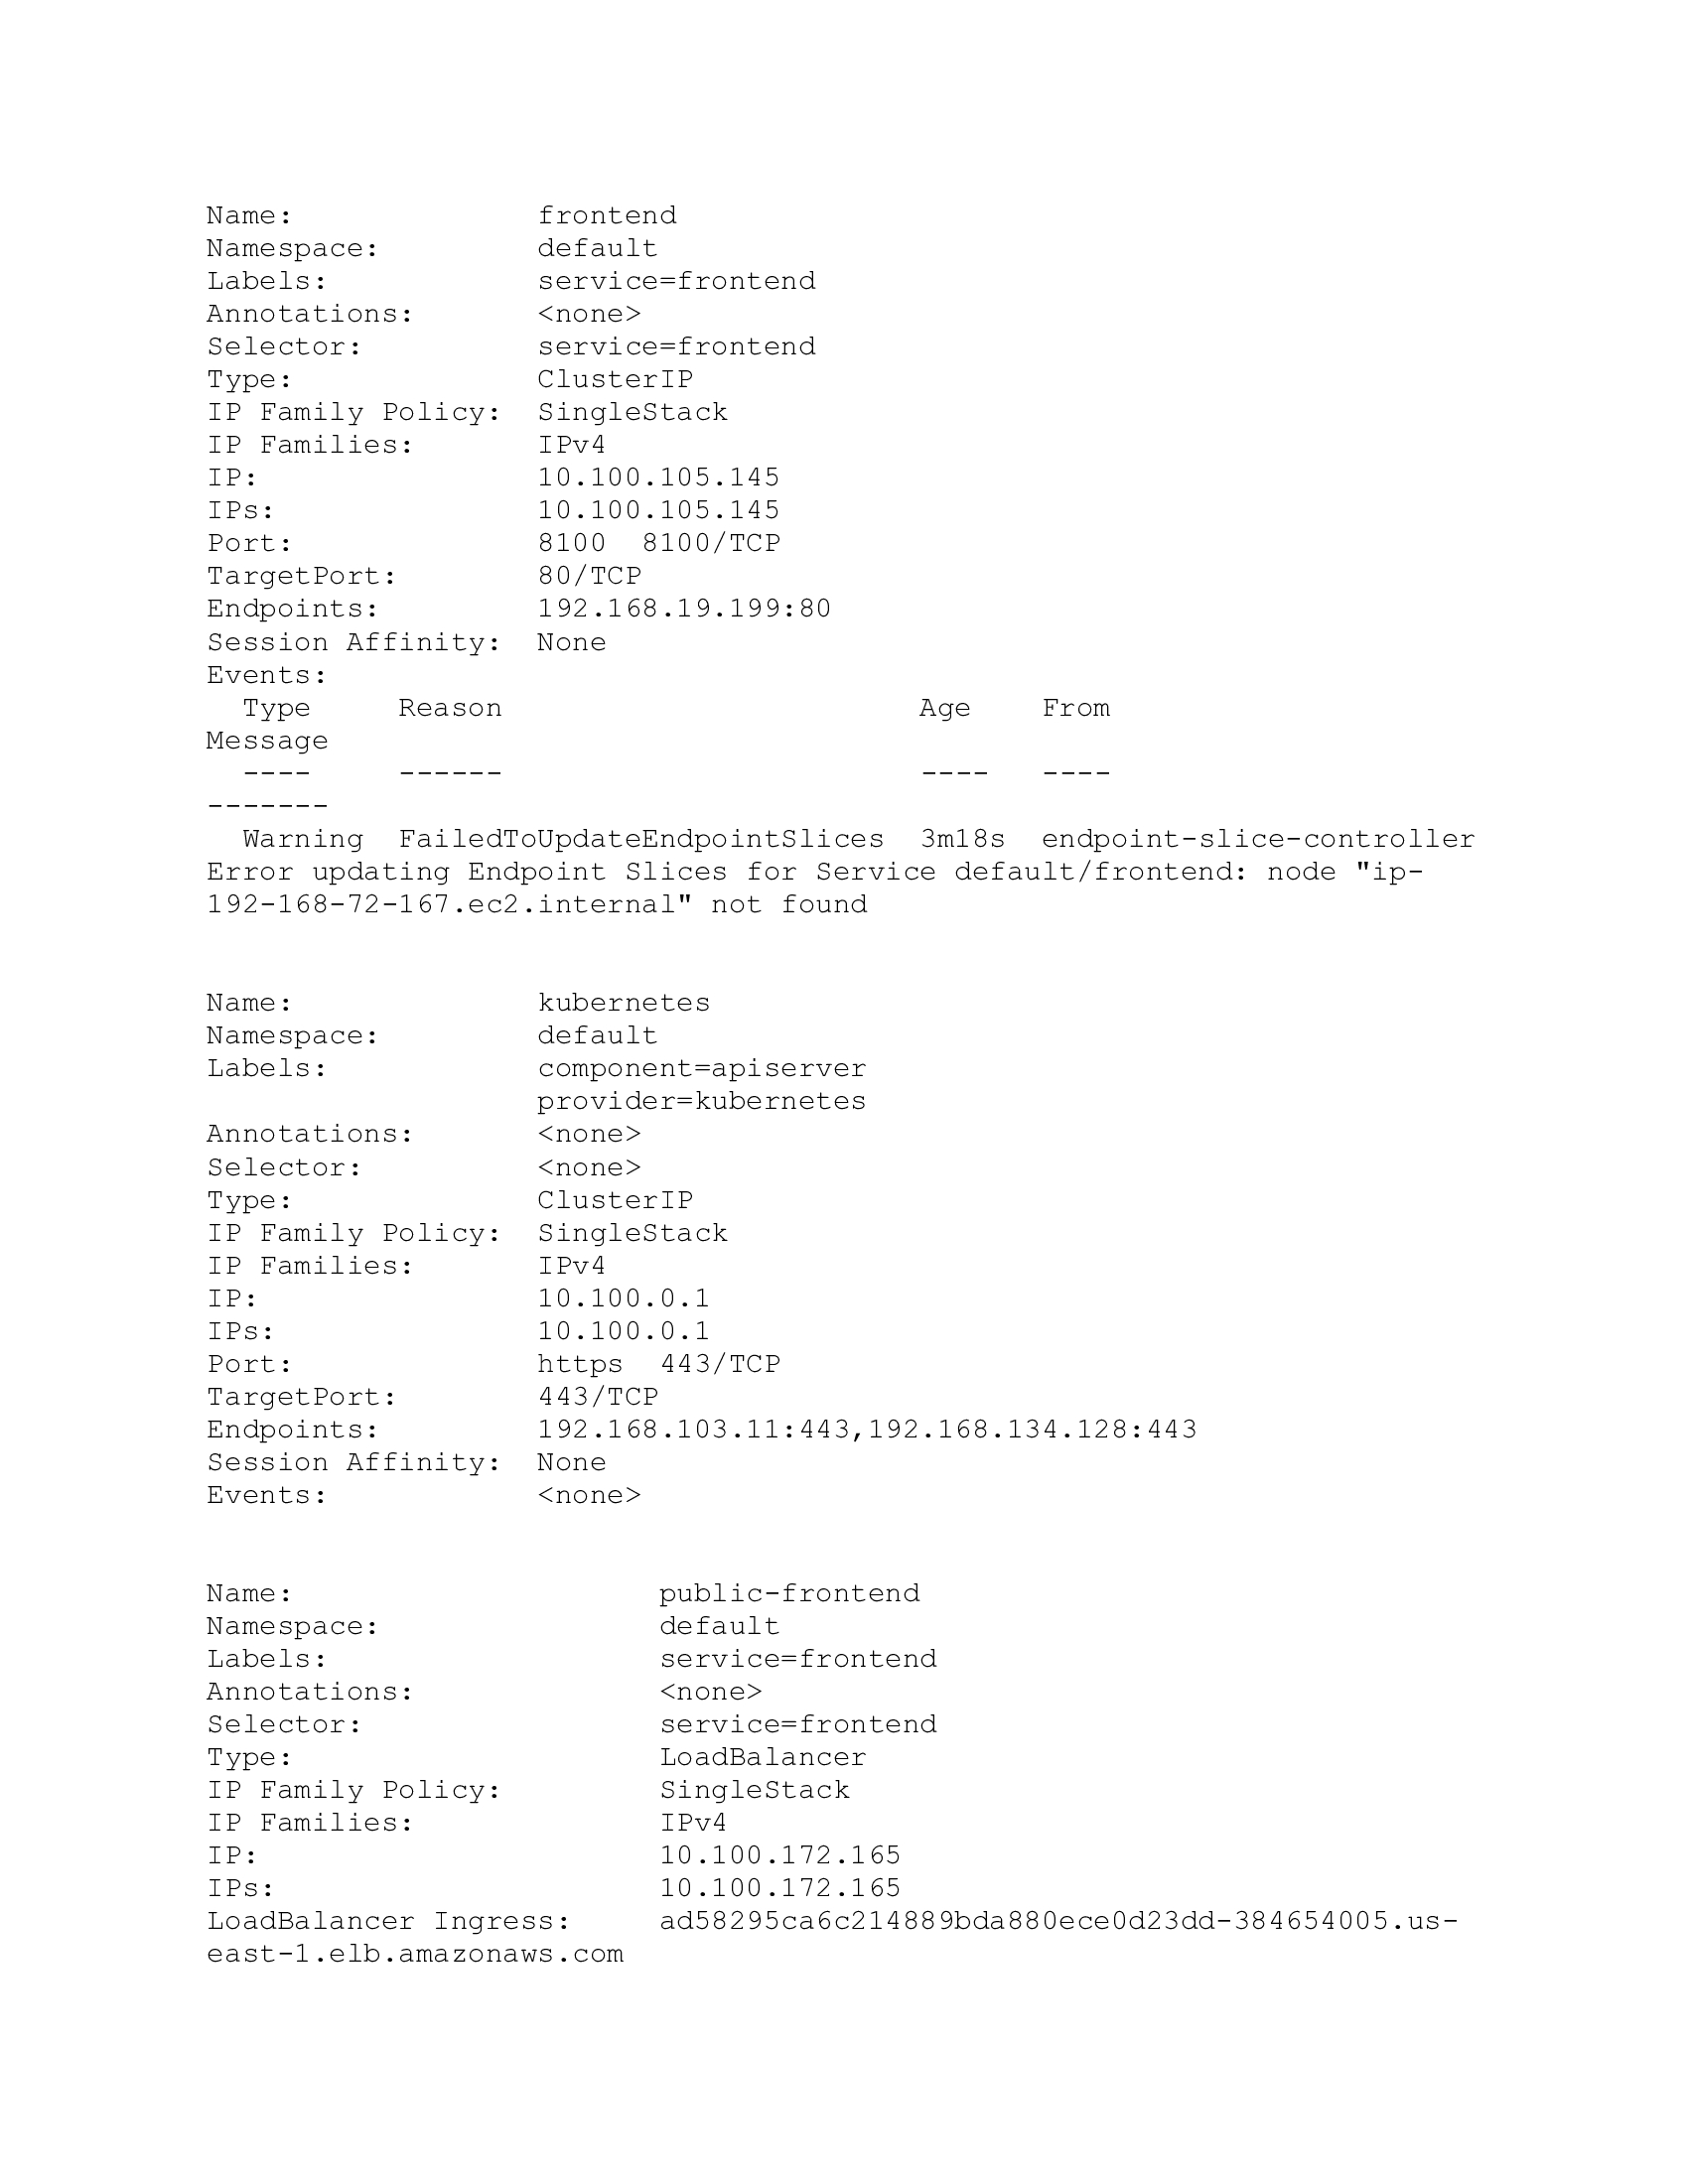 Name:              frontend
Namespace:         default
Labels:            service=frontend
Annotations:       <none>
Selector:          service=frontend
Type:              ClusterIP
IP Family Policy:  SingleStack
IP Families:       IPv4
IP:                10.100.105.145
IPs:               10.100.105.145
Port:              8100  8100/TCP
TargetPort:        80/TCP
Endpoints:         192.168.19.199:80
Session Affinity:  None
Events:
  Type     Reason                        Age    From
Message
  ----     ------                        ----   ----
-------
  Warning  FailedToUpdateEndpointSlices  3m18s  endpoint-slice-controller
Error updating Endpoint Slices for Service default/frontend: node "ip-
192-168-72-167.ec2.internal" not found
Name:              kubernetes
Namespace:         default
Labels:            component=apiserver
                   provider=kubernetes
Annotations:       <none>
Selector:          <none>
Type:              ClusterIP
IP Family Policy:  SingleStack
IP Families:       IPv4
IP:                10.100.0.1
IPs:               10.100.0.1
Port:              https  443/TCP
TargetPort:        443/TCP
Endpoints:         192.168.103.11:443,192.168.134.128:443
Session Affinity:  None
Events:            <none>
Name:                     public-frontend
Namespace:                default
Labels:                   service=frontend
Annotations:              <none>
Selector:                 service=frontend
Type:                     LoadBalancer
IP Family Policy:         SingleStack
IP Families:              IPv4
IP:                       10.100.172.165
IPs:                      10.100.172.165
LoadBalancer Ingress:     ad58295ca6c214889bda880ece0d23dd-384654005.us-
east-1.elb.amazonaws.com